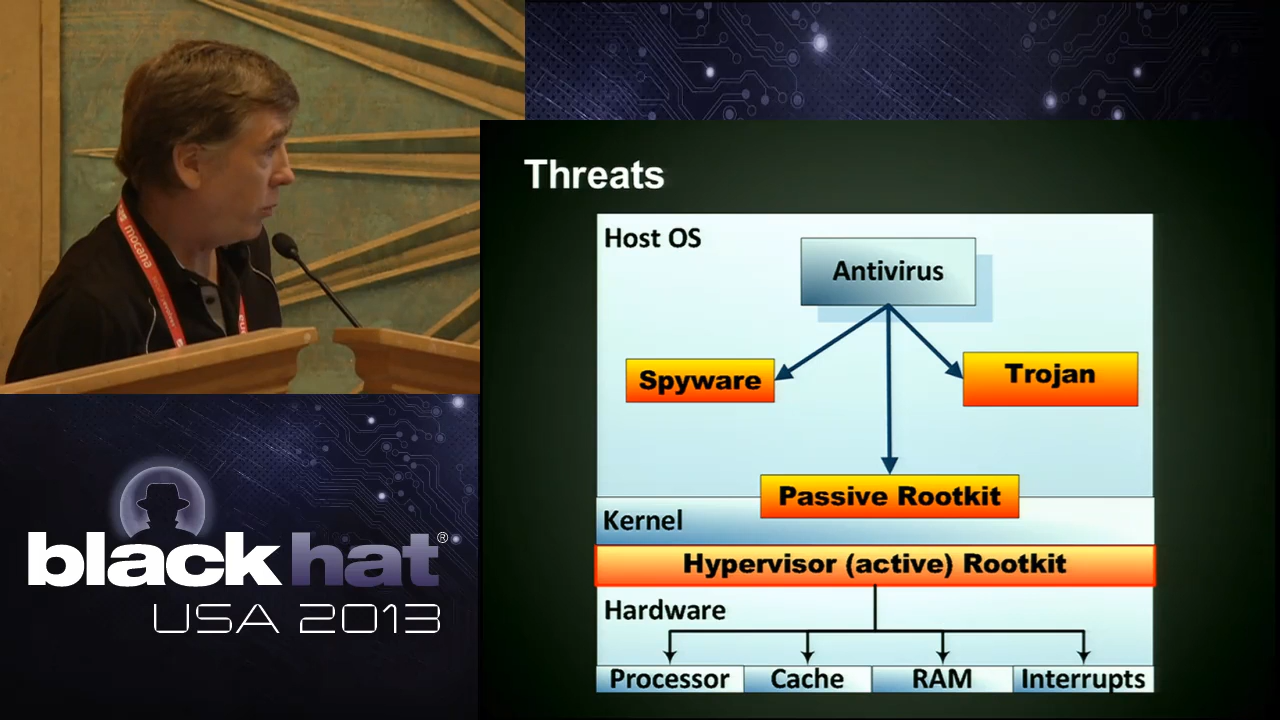 mocana
Threats
Host OS
Antivirus
Spyware
Trojan
Passive Rootkit
Kernel
Hypervisor (active) Rootkit
Hardware
Processor Cache RAM Interrupts
black hat®
USA 2013